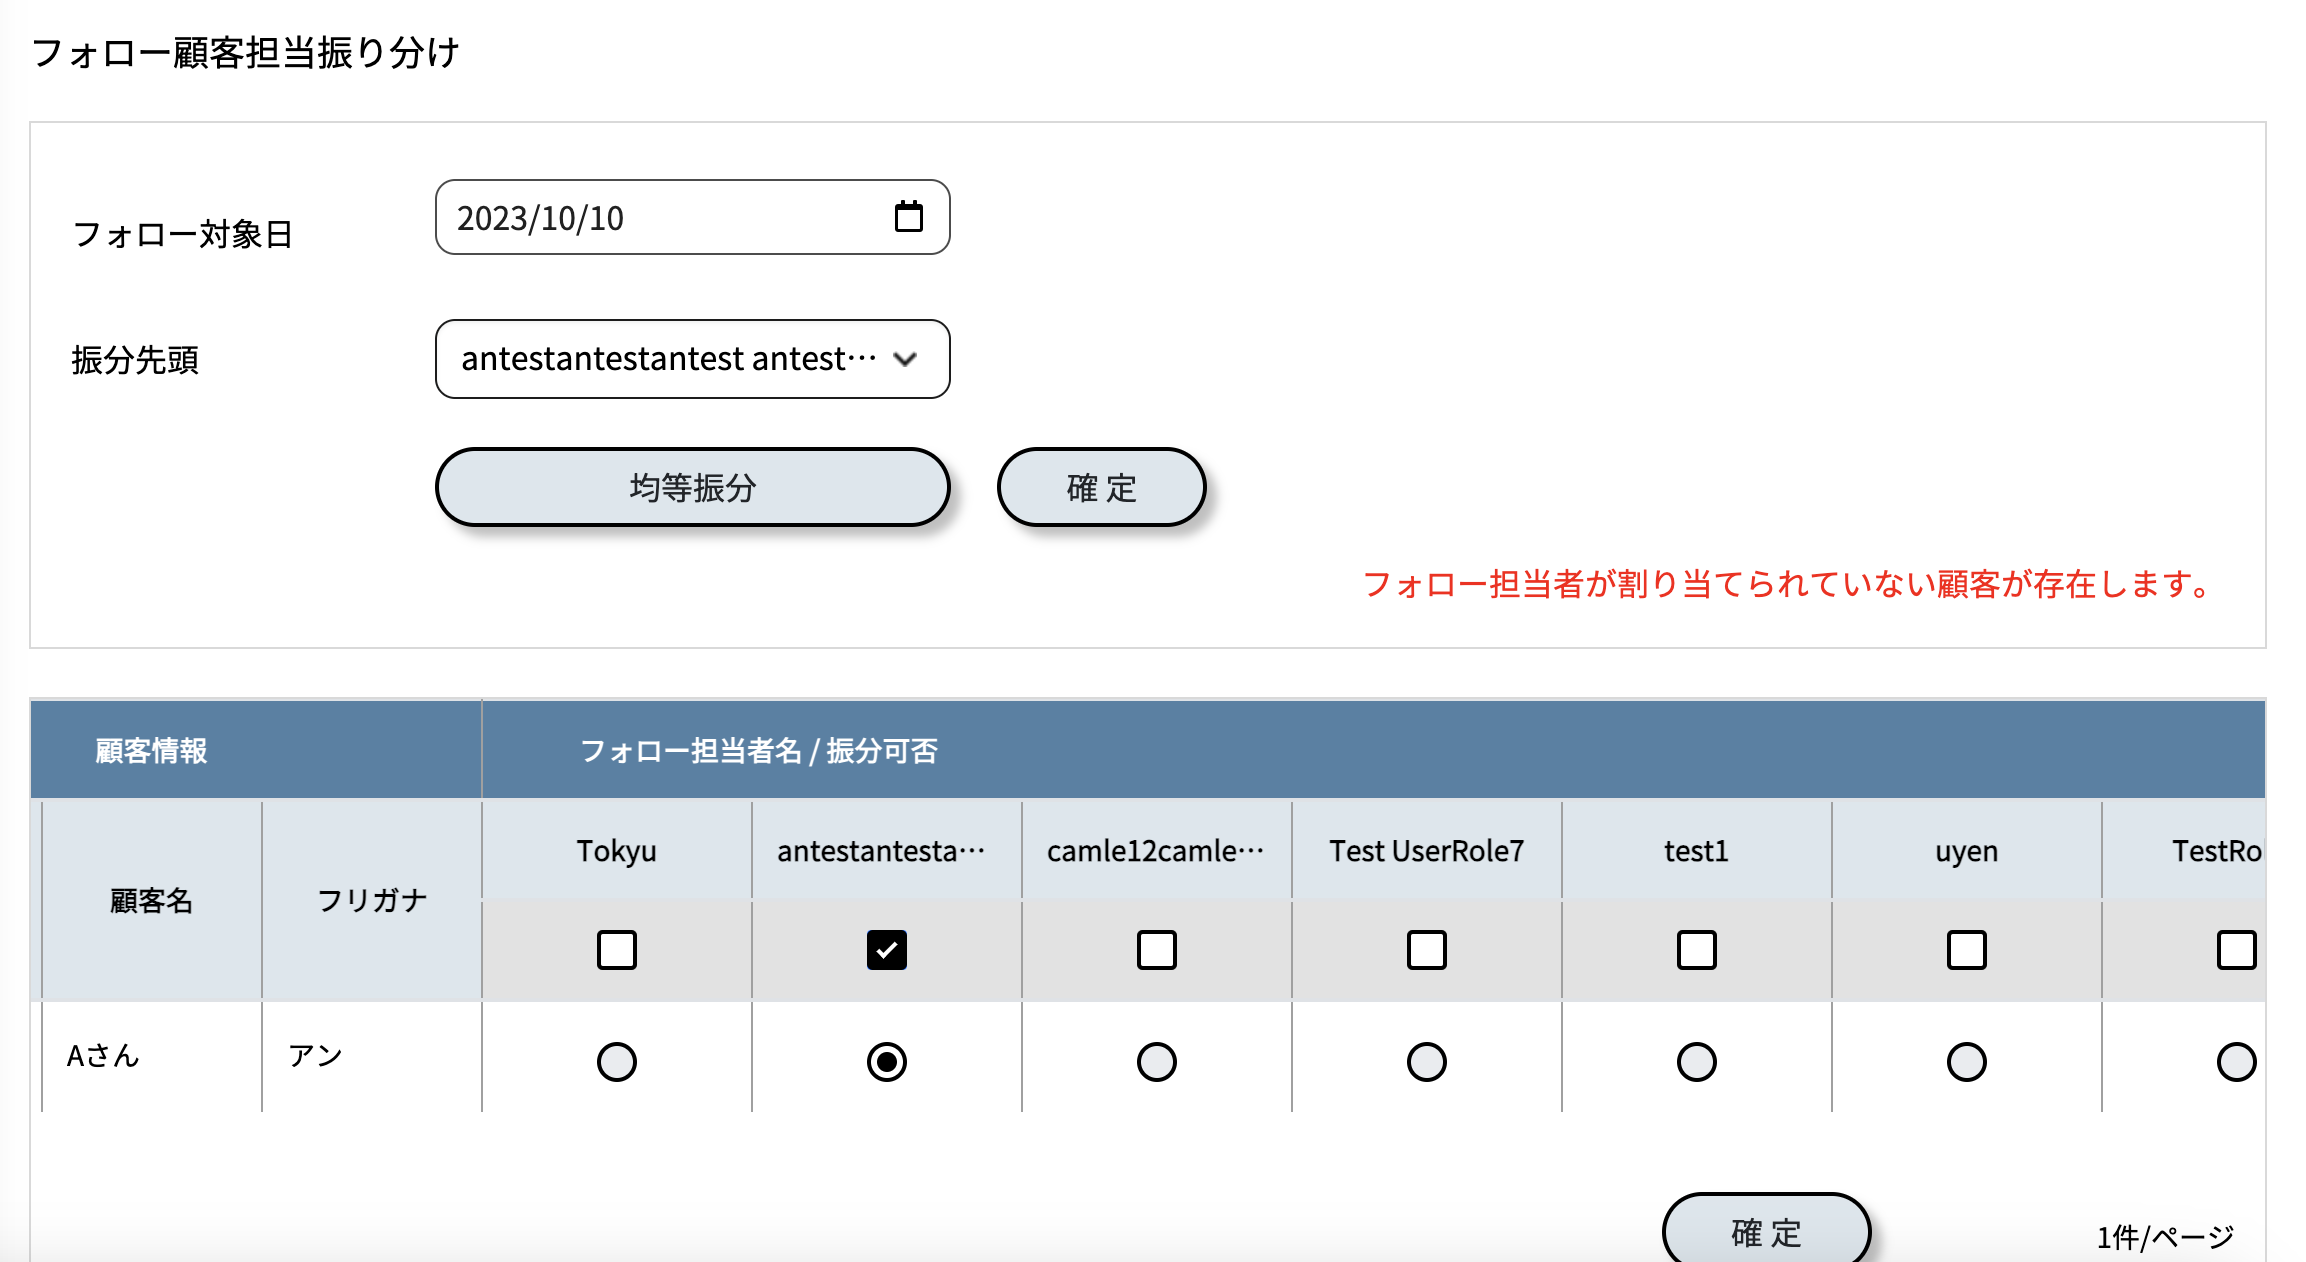 フォロー顧客担当振り分け
フォロー対象日
2023/10/10
振分先頭
antestantestantest antest…
均等振分
確 定
フォロー担当者が割り当てられていない顧客が存在します。
顧客情報
フォロー担当者名 / 振分可否
顧客名
フリガナ
Tokyu
antestantesta…
camle12camle…
Test UserRole7
test1
uyen
TestRo
Aさん
アン
確 定
1件/ページ